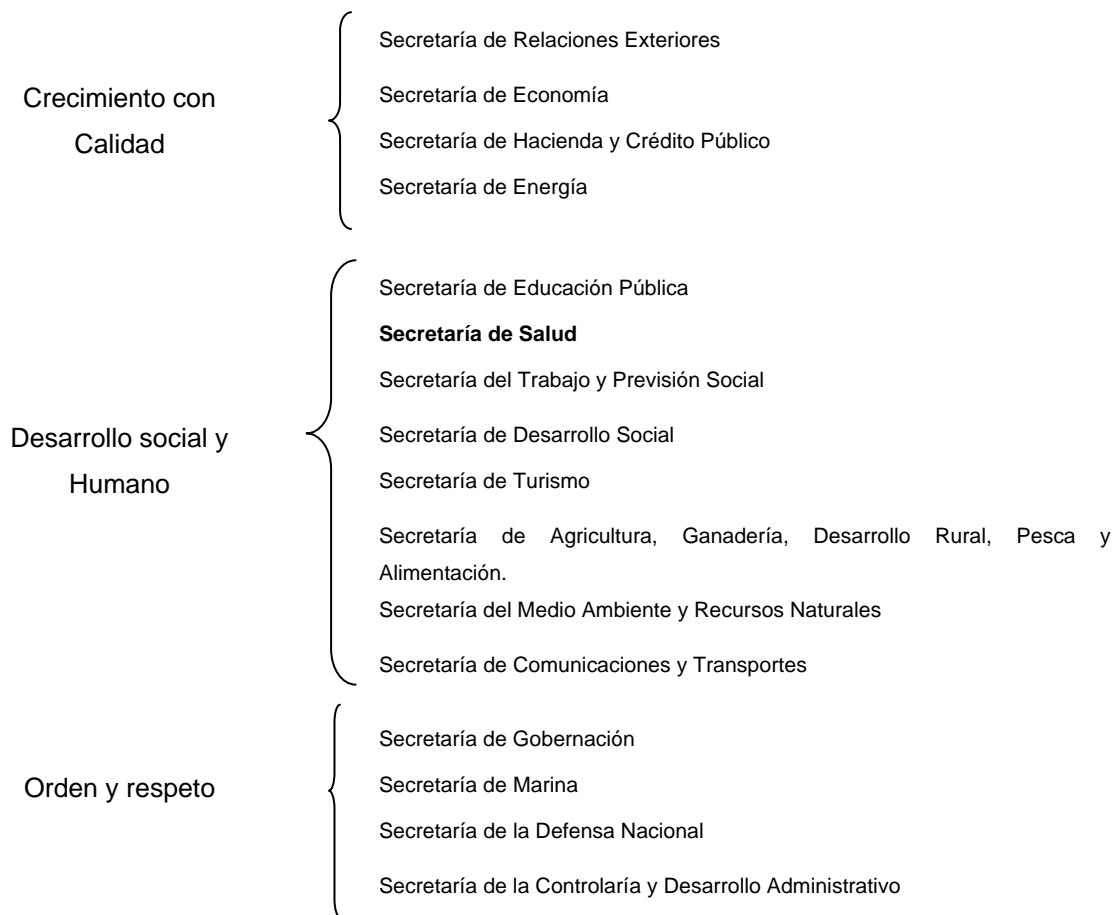 Secretaría de Relaciones Exteriores
Crecimiento con
Calidad
Secretaría de Economía
Secretaría de Hacienda y Crédito Público
Secretaría de Energía
Secretaría de Educación Pública
Secretaría de Salud
Secretaría del Trabajo y Previsión Social
Desarrollo social y
Humano
Secretaría de Desarrollo Social
Secretaría de Turismo
Secretaría de Agricultura, Ganadería, Desarrollo Rural, Pesca y
Alimentación.
Secretaría del Medio Ambiente y Recursos Naturales
Secretaría de Comunicaciones y Transportes
Orden y respeto
Secretaría de Gobernación
Secretaría de Marina
Secretaría de la Defensa Nacional
Secretaría de la Controlaría y Desarrollo Administrativo